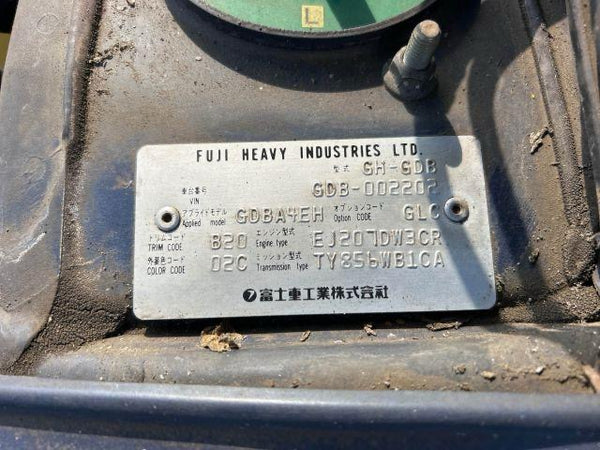 L
FUJI HEAVY INDUSTRIES LTD.
型式 GH-GDB
車台番号 VIN GDB-002202
アプライドモデル Applied model GDBA4EH オプションコード Option CODE GLC
トリムコード TRIM CODE B20 エンジン型式 Engine type EJ207DW3CR
外装色コード COLOR CODE 02C ミッション型式 Transmission type TY856WB1CA
富士重工業株式会社